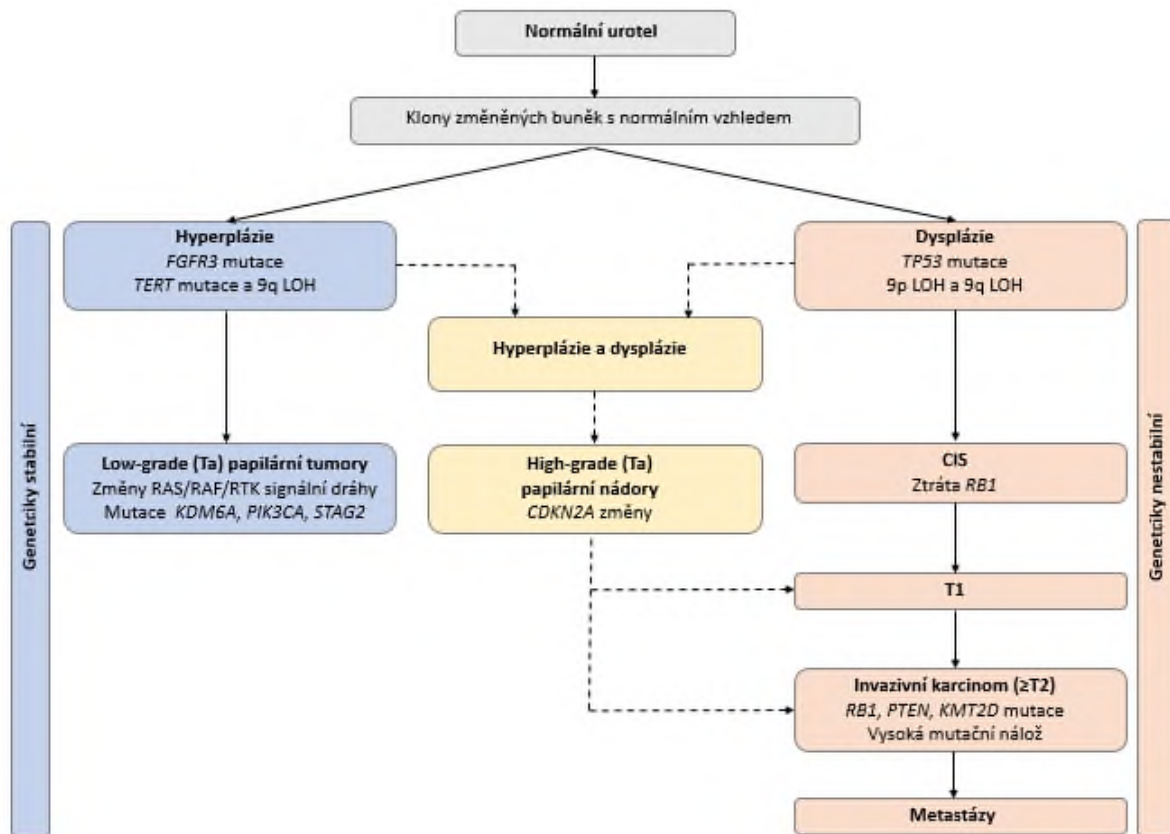 Normální urotel
Klony změněných buněk s normálním vzhledem
Hyperplázie
FGFR3 mutace
TERT mutace a 9q LOH
Dysplázie
TP53 mutace
9p LOH a 9q LOH
Hyperplázie a dysplázie
Low-grade (Ta) papilární tumory
Změny RAS/RAF/RTK signální dráhy
Mutace KDM6A, PIK3CA, STAG2
High-grade (Ta)
papilární nádory
CDKN2A změny
CIS
Ztráta RB1
T1
Invazivní karcinom (≥T2)
RB1, PTEN, KMT2D mutace
Vysoká mutační nálož
Metastázy
Genetciky stabilní
Genetciky nestabilní